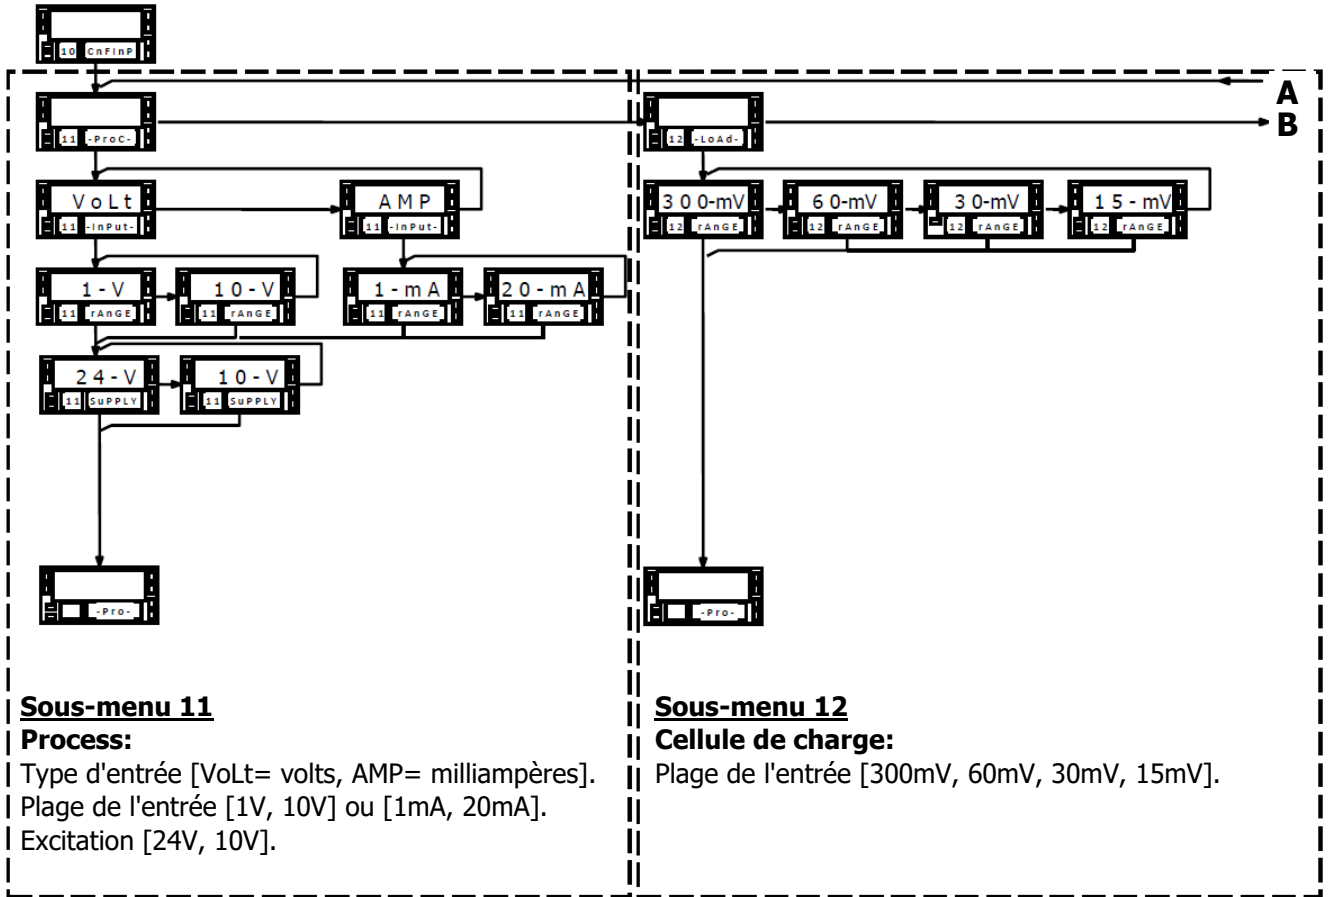 10 CnFInP
A
B
11 -ProC-
12 -LoAd-
VoLt
11 -InPut-
AMP
11 -InPut-
300-mV
12 rAnGE
60-mV
12 rAnGE
30-mV
12 rAnGE
15-mV
12 rAnGE
1-V
11 rAnGE
10-V
11 rAnGE
1-mA
11 rAnGE
20-mA
11 rAnGE
24-V
11 SuPPLY
10-V
11 SuPPLY
-Pro-
-Pro-
Sous-menu 11
Process:
Type d'entrée [VoLt= volts, AMP= milliampères].
Plage de l'entrée [1V, 10V] ou [1mA, 20mA].
Excitation [24V, 10V].
Sous-menu 12
Cellule de charge:
Plage de l'entrée [300mV, 60mV, 30mV, 15mV].